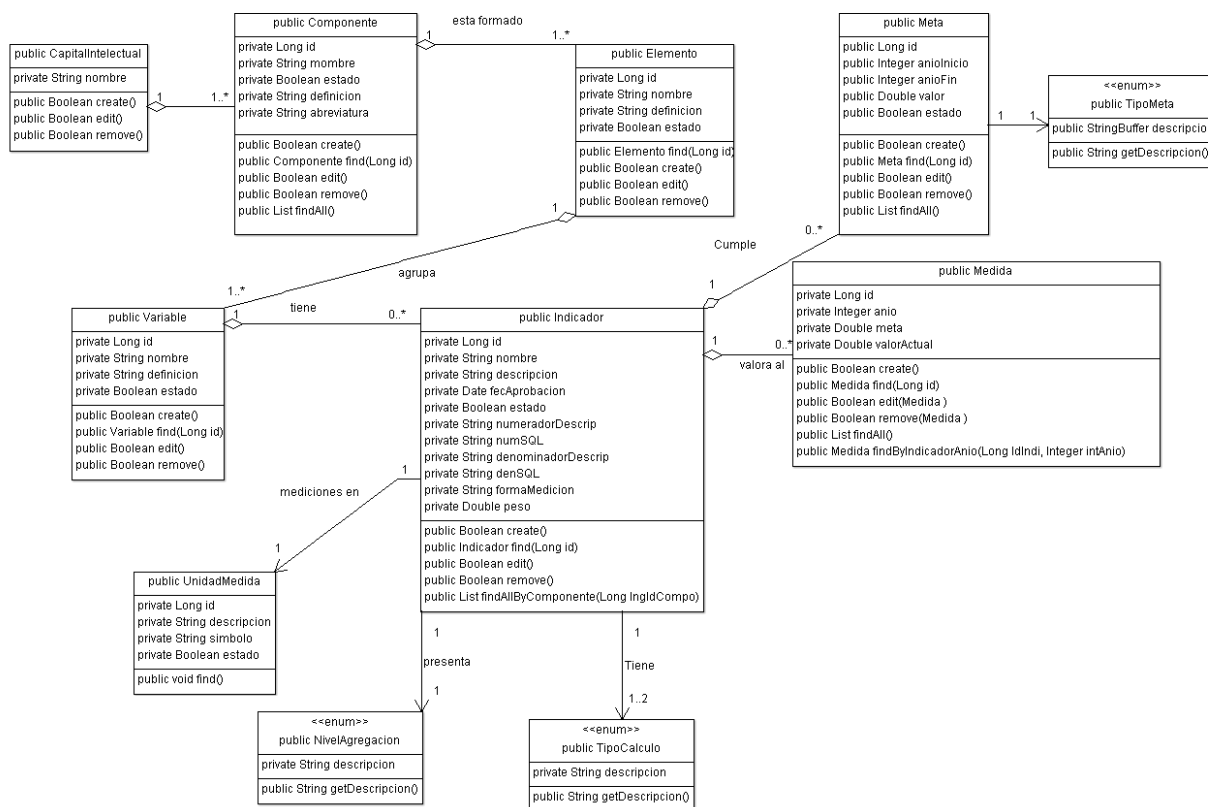 public CapitalIntelectual
private String nombre
public Boolean create()
public Boolean edit()
public Boolean remove()
1
1..*
public Componente
private Long id
private String mombre
private Boolean estado
private String definicion
private String abreviatura
public Boolean create()
public Componente find(Long id)
public Boolean edit()
public Boolean remove()
public List findAll()
esta formado
1
1..*
public Elemento
private Long id
private String nombre
private String definicion
private Boolean estado
public Elemento find(Long id)
public Boolean create()
public Boolean edit()
public Boolean remove()
1
agrupa
1..*
public Meta
public Long id
public Integer anioInicio
public Integer anioFin
public Double valor
public Boolean estado
public Boolean create()
public Meta find(Long id)
public Boolean edit()
public Boolean remove()
public List findAll()
1
1
<<enum>>
public TipoMeta
public StringBuffer descripcio
public String getDescripcion()
0..*
Cumple
1
public Variable
private Long id
private String nombre
private String definicion
private Boolean estado
public Boolean create()
public Variable find(Long id)
public Boolean edit()
public Boolean remove()
tiene
1
0..*
public Indicador
private Long id
private String nombre
private String descripcion
private Date fecAprobacion
private Boolean estado
private String numeradorDescrip
private String numSQL
private String denominadorDescrip
private String denSQL
private String formaMedicion
private Double peso
public Boolean create()
public Indicador find(Long id)
public Boolean edit()
public Boolean remove()
public List findAllByComponente(Long lngIdCompo)
1
0..*
valora al
public Medida
private Long id
private Integer anio
private Double meta
private Double valorActual
public Boolean create()
public Medida find(Long id)
public Boolean edit(Medida )
public Boolean remove(Medida )
public List findAll()
public Medida findByIndicadorAnio(Long IdIndi, Integer intAnio)
1
mediciones en
1
public UnidadMedida
private Long id
private String descripcion
private String simbolo
private Boolean estado
public void find()
1
presenta
1
<<enum>>
public NivelAgregacion
private String descripcion
public String getDescripcion()
1
Tiene
1..2
<<enum>>
public TipoCalculo
private String descripcion
public String getDescripcion()